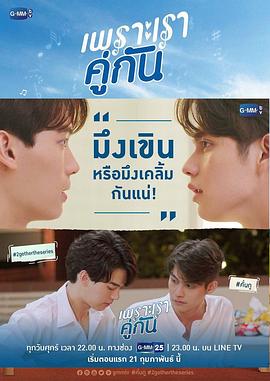 GMM TV
เพราะเรา
คู่กัน
GMM TV
"
มึงเขิน
หรือมึงเคลิ้ม
กันแน่!
"
#2gethertheseries
#คั่นกู
เพราะเรา
คู่กัน
ทุกวันศุกร์ เวลา 22.00 น. ทางช่อง GMM 25 | 23.00 น. บน LINE TV
เริ่มตอนแรก 21 กุมภาพันธ์ นี้